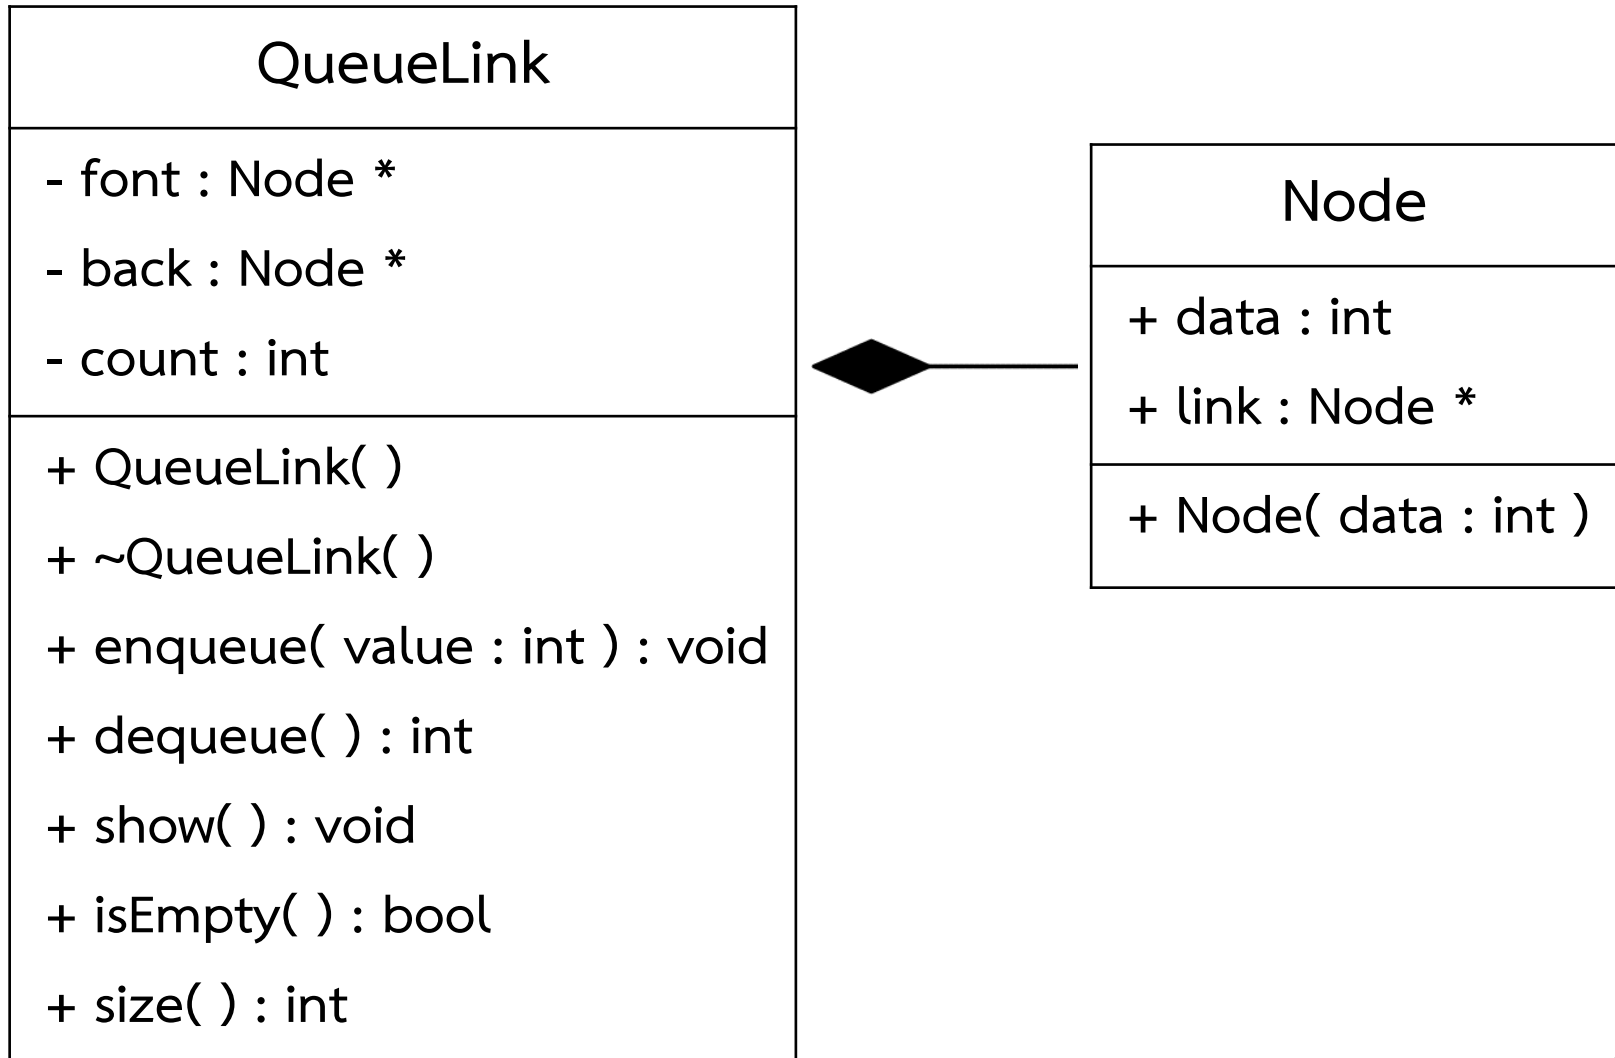 QueueLink
- font : Node *
- back : Node *
- count : int
+ QueueLink( )
+ ~QueueLink( )
+ enqueue( value : int ) : void
+ dequeue( ) : int
+ show( ) : void
+ isEmpty( ) : bool
+ size( ) : int
Node
+ data : int
+ link : Node *
+ Node( data : int )